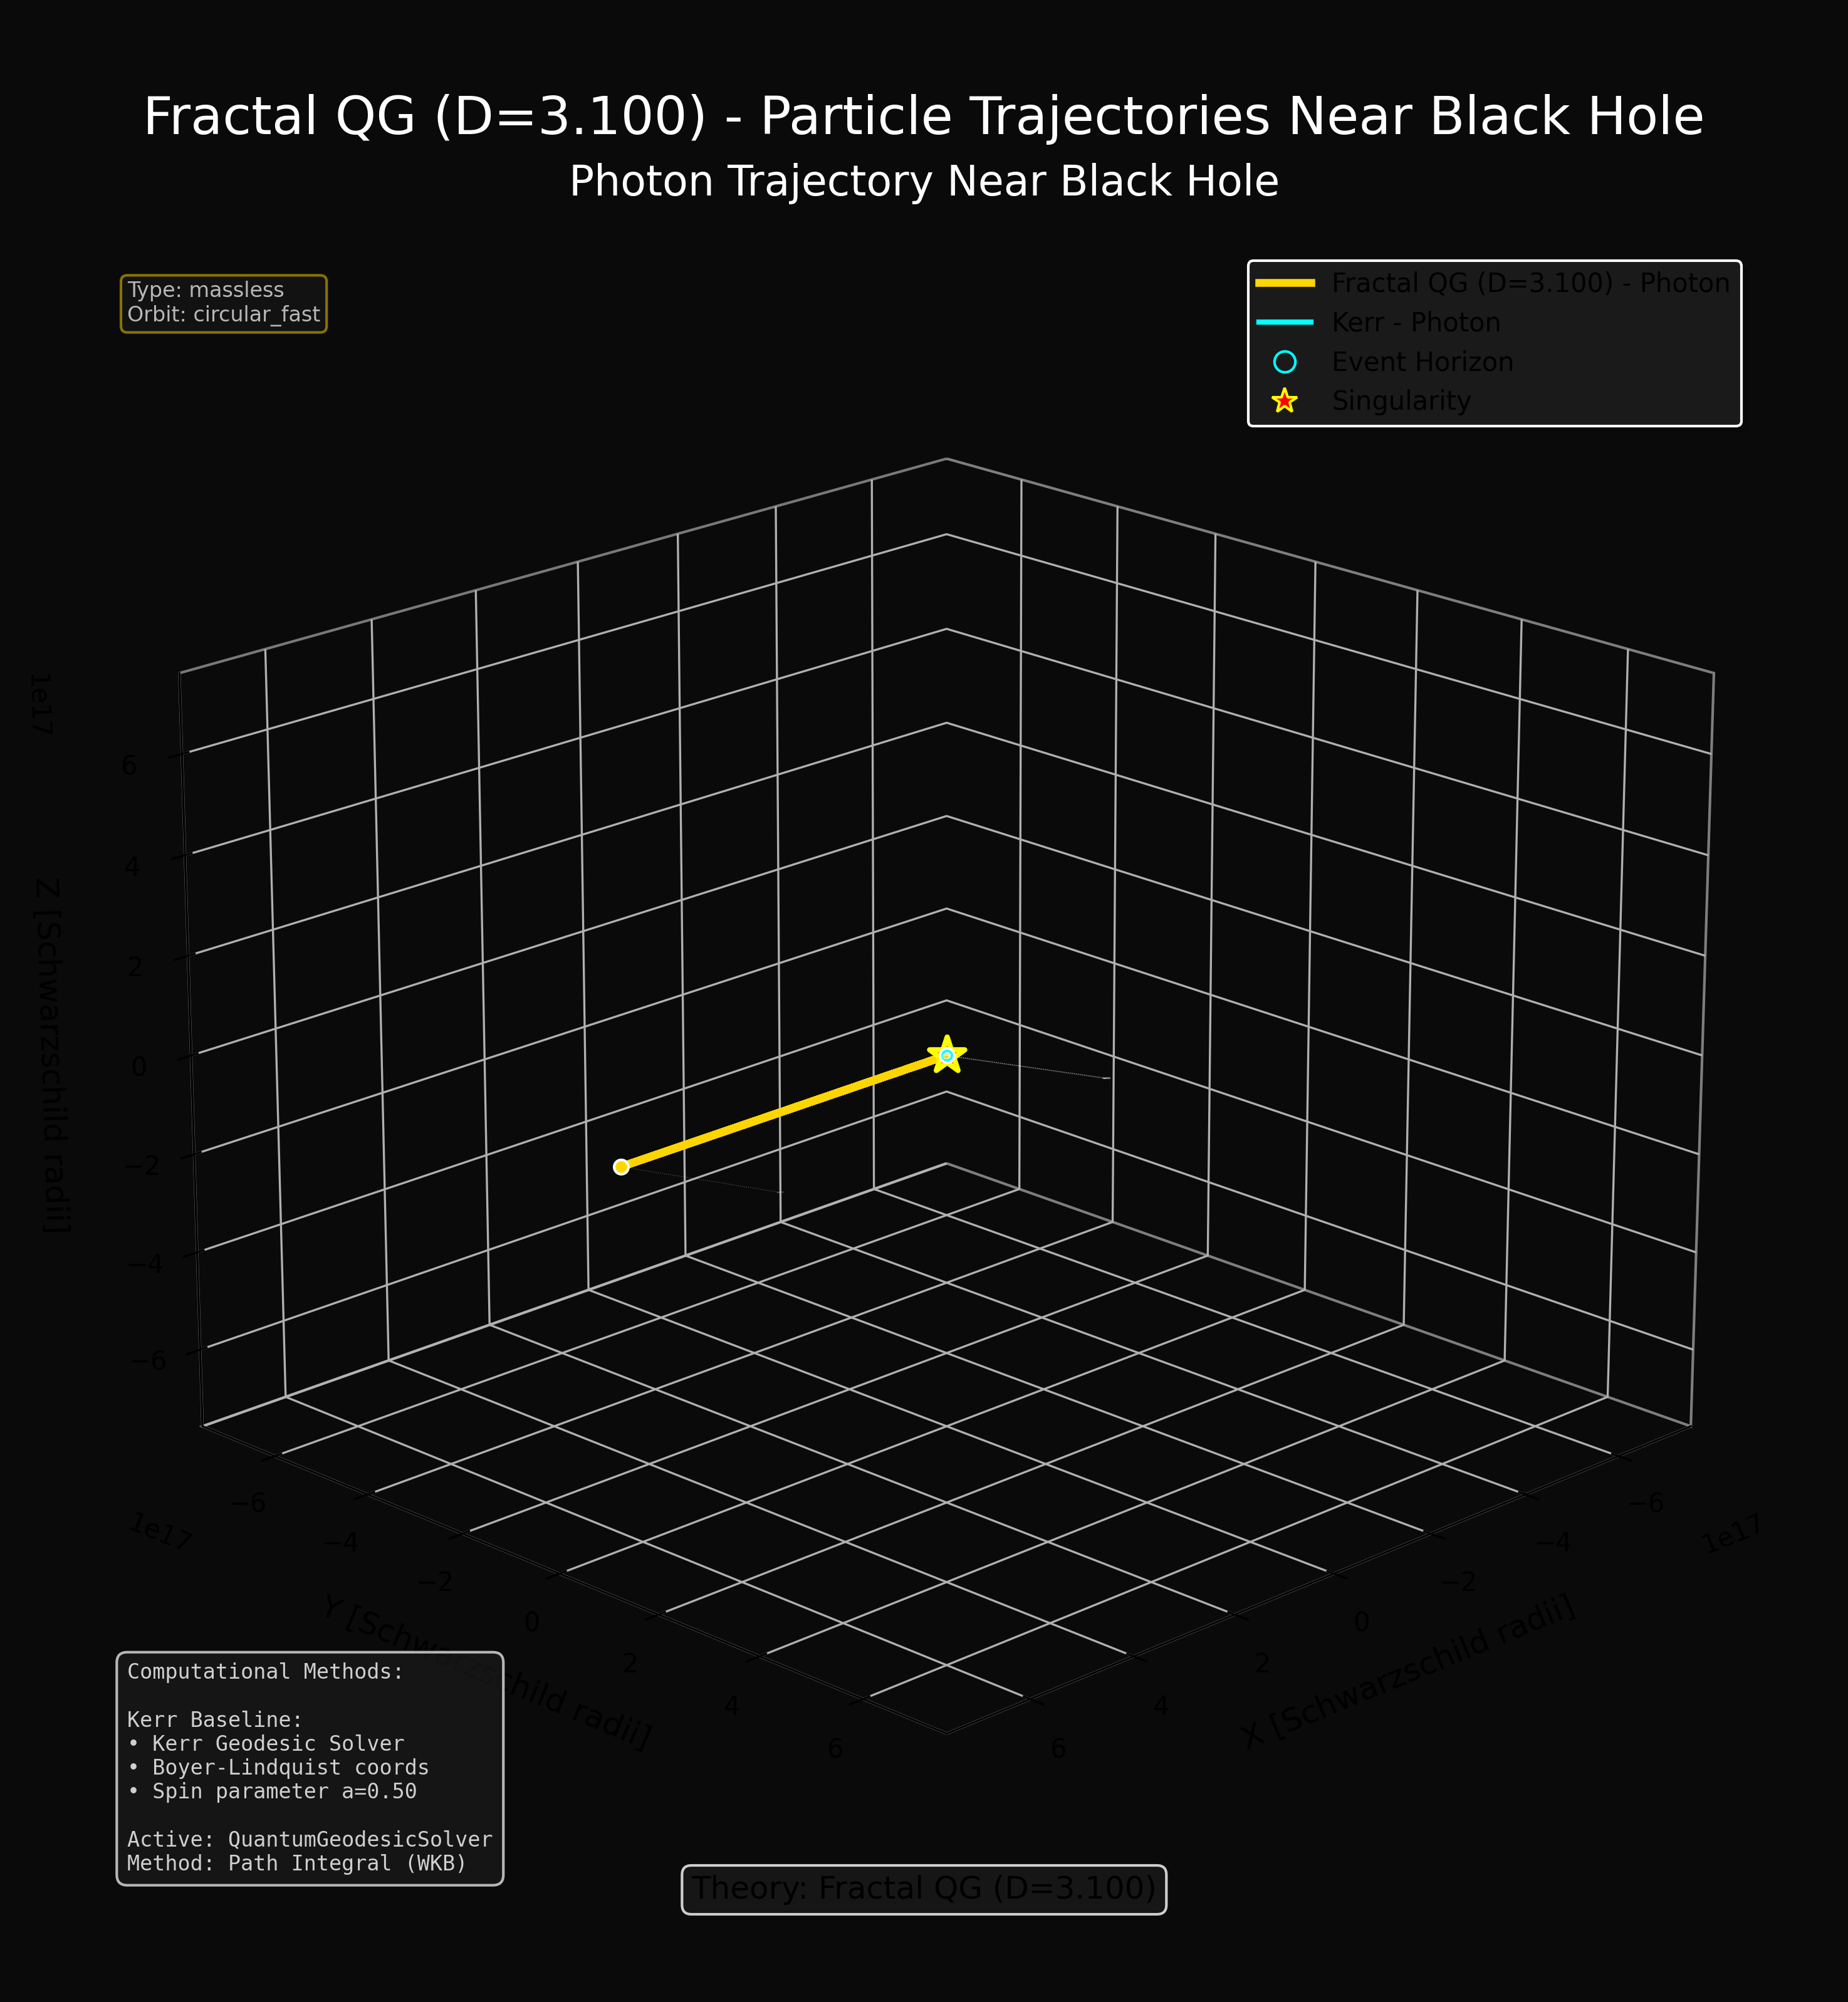 Fractal QG (D=3.100) - Particle Trajectories Near Black Hole
Photon Trajectory Near Black Hole
Type: massless
Orbit: circular_fast
Fractal QG (D=3.100) - Photon
Kerr - Photon
Event Horizon
Singularity
1e17
6
4
2
0
−2
−4
−6
Z [Schwarzschild radii]
1e17
−6
−4
−2
0
2
4
6
Y [Schwarzschild radii]
6
4
2
0
−2
−4
−6
1e17
X [Schwarzschild radii]
Computational Methods:
Kerr Baseline:
• Kerr Geodesic Solver
• Boyer-Lindquist coords
• Spin parameter a=0.50
Active: QuantumGeodesicSolver
Method: Path Integral (WKB)
Theory: Fractal QG (D=3.100)